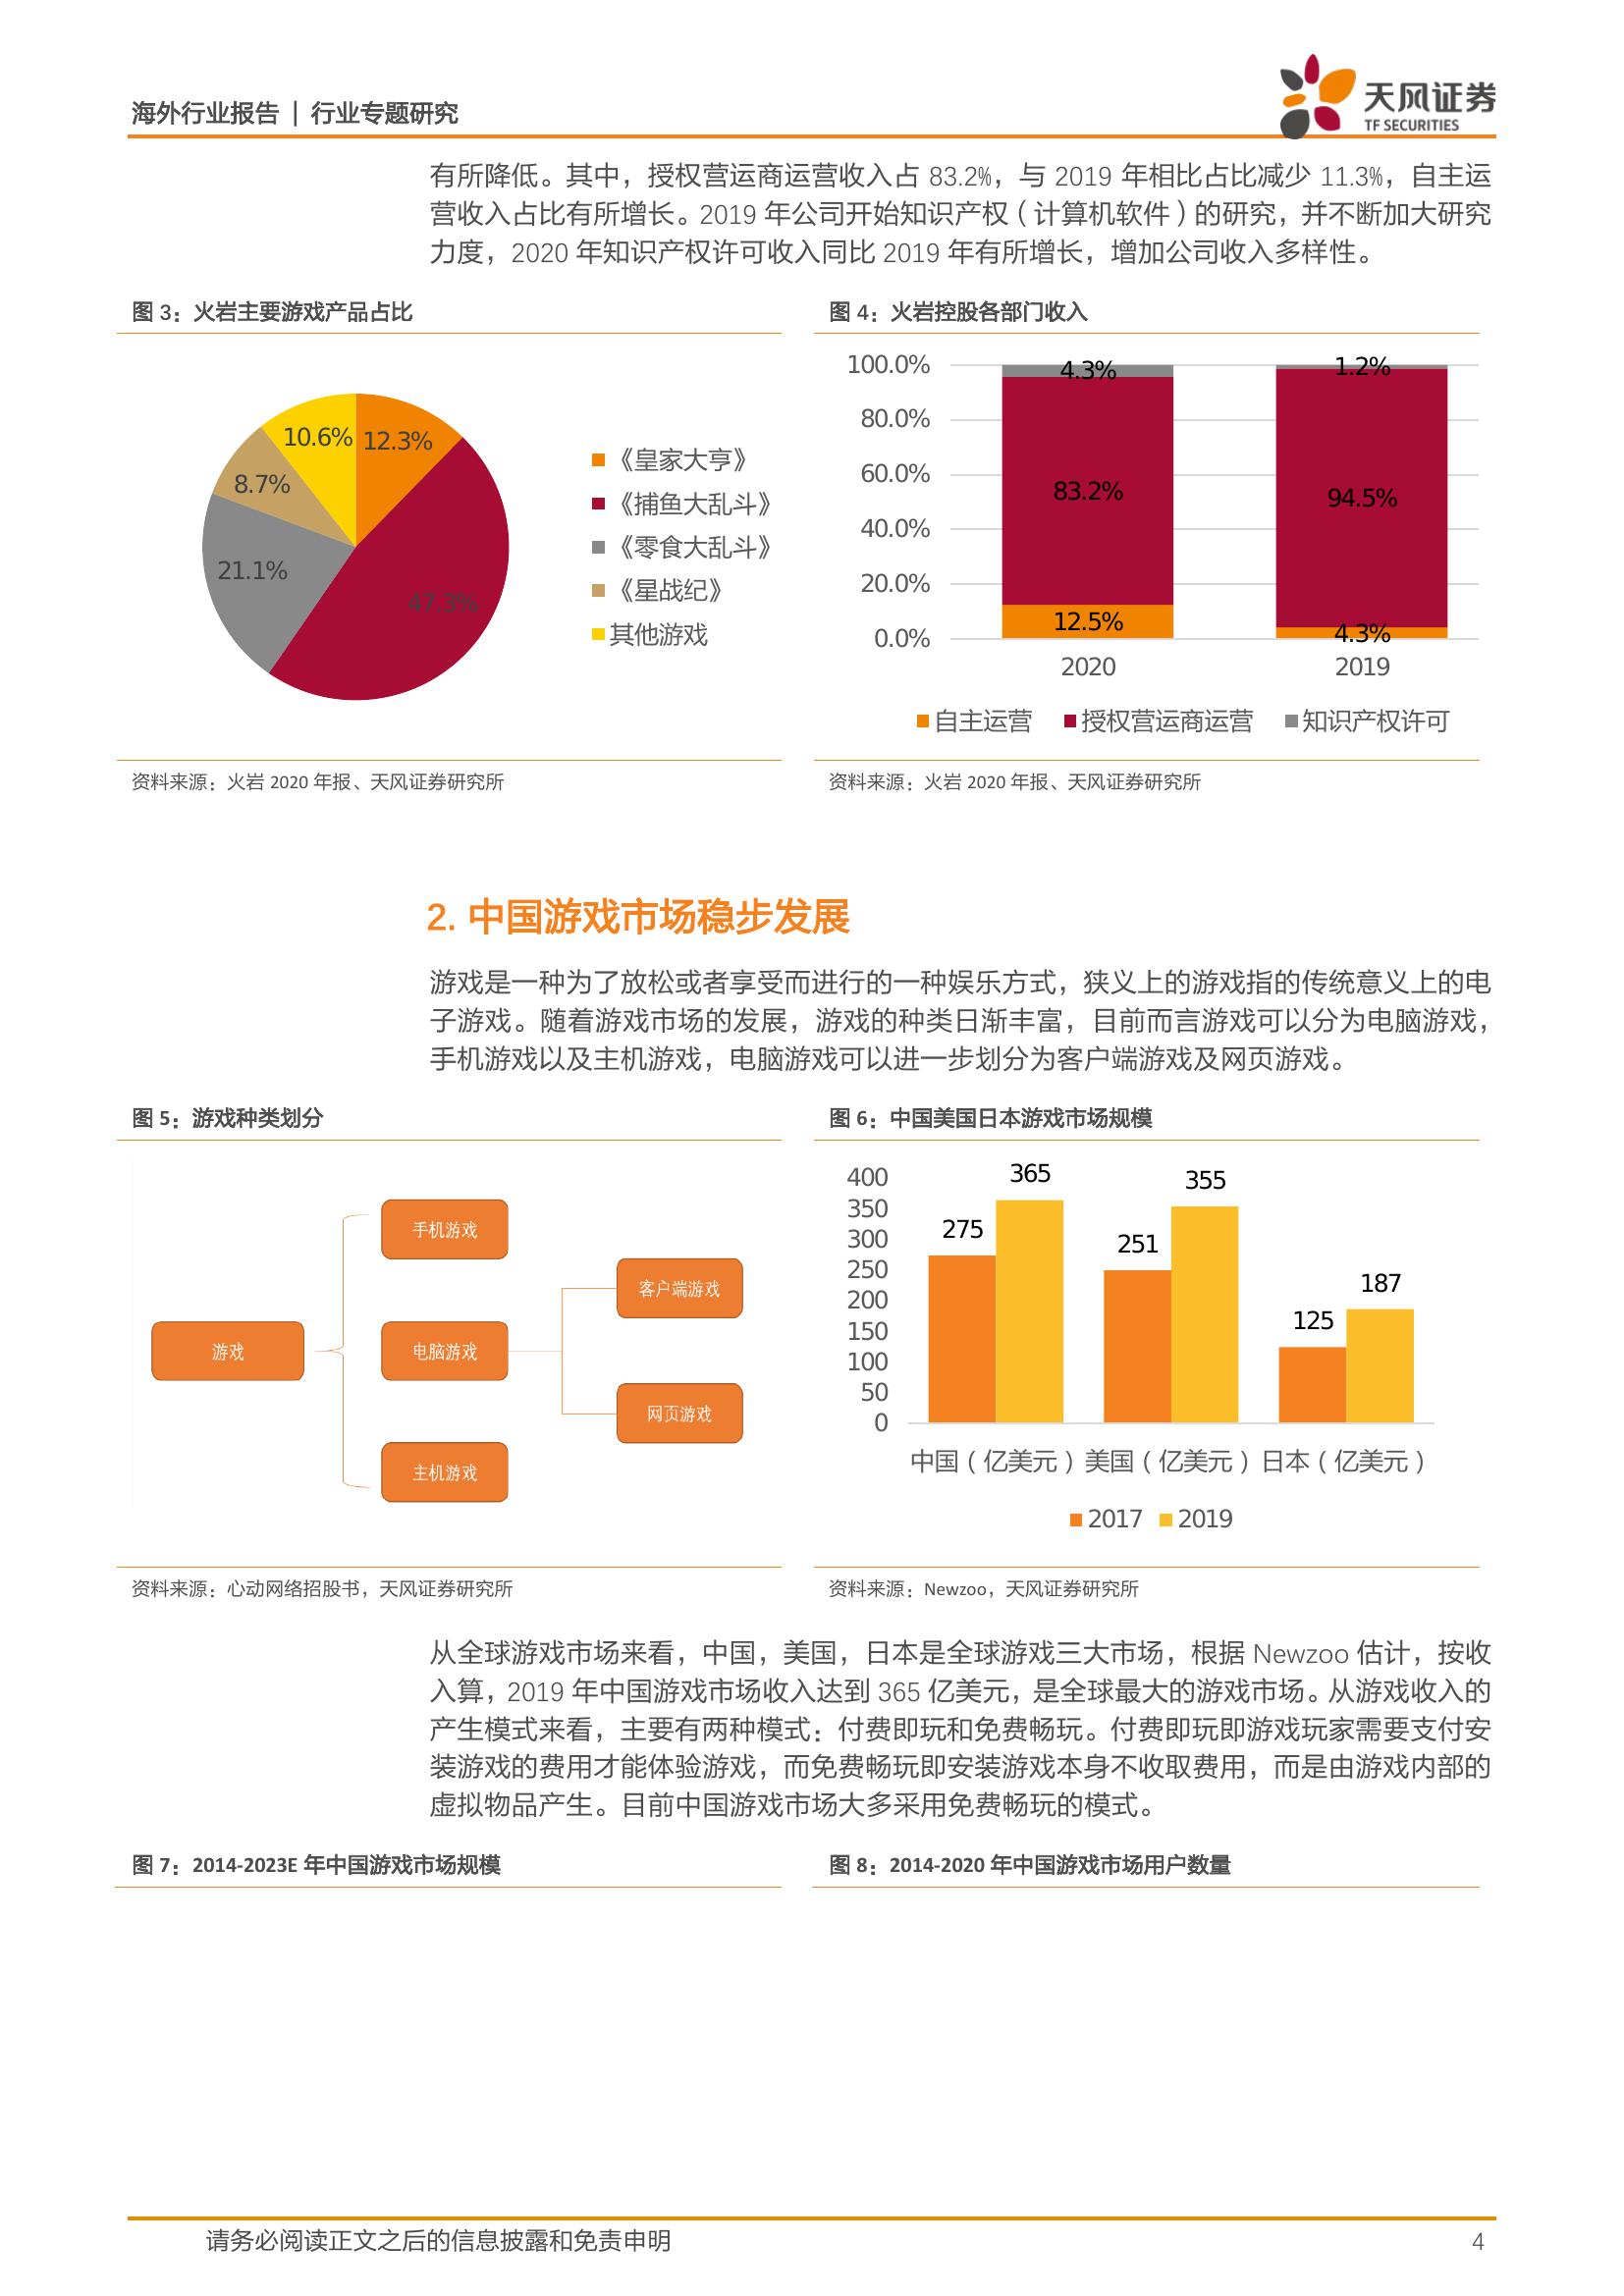 海外行业报告 | 行业专题研究
天风证券
TF SECURITIES
有所降低。其中，授权营运商运营收入占 83.2%，与 2019 年相比占比减少 11.3%，自主运
营收入占比有所增长。2019 年公司开始知识产权（计算机软件）的研究，并不断加大研究
力度，2020 年知识产权许可收入同比 2019 年有所增长，增加公司收入多样性。
图 3：火岩主要游戏产品占比
10.6%
12.3%
8.7%
21.1%
47.3%
《皇家大亨》
《捕鱼大乱斗》
《零食大乱斗》
《星战纪》
其他游戏
资料来源：火岩 2020 年报、天风证券研究所
图 4：火岩控股各部门收入
100.0%
80.0%
60.0%
40.0%
20.0%
0.0%
4.3%
1.2%
83.2%
94.5%
12.5%
4.3%
2020
2019
自主运营 授权营运商运营 知识产权许可
资料来源：火岩 2020 年报、天风证券研究所
2. 中国游戏市场稳步发展
游戏是一种为了放松或者享受而进行的一种娱乐方式，狭义上的游戏指的传统意义上的电
子游戏。随着游戏市场的发展，游戏的种类日渐丰富，目前而言游戏可以分为电脑游戏，
手机游戏以及主机游戏，电脑游戏可以进一步划分为客户端游戏及网页游戏。
图 5：游戏种类划分
手机游戏
客户端游戏
游戏
电脑游戏
网页游戏
主机游戏
资料来源：心动网络招股书，天风证券研究所
图 6：中国美国日本游戏市场规模
400
350
300
250
200
150
100
50
0
275
365
251
355
125
187
中国（亿美元） 美国（亿美元） 日本（亿美元）
2017 2019
资料来源：Newzoo，天风证券研究所
从全球游戏市场来看，中国，美国，日本是全球游戏三大市场，根据 Newzoo 估计，按收
入算，2019 年中国游戏市场收入达到 365 亿美元，是全球最大的游戏市场。从游戏收入的
产生模式来看，主要有两种模式：付费即玩和免费畅玩。付费即玩即游戏玩家需要支付安
装游戏的费用才能体验游戏，而免费畅玩即安装游戏本身不收取费用，而是由游戏内部的
虚拟物品产生。目前中国游戏市场大多采用免费畅玩的模式。
图 7：2014-2023E 年中国游戏市场规模
图 8：2014-2020 年中国游戏市场用户数量
请务必阅读正文之后的信息披露和免责申明
4